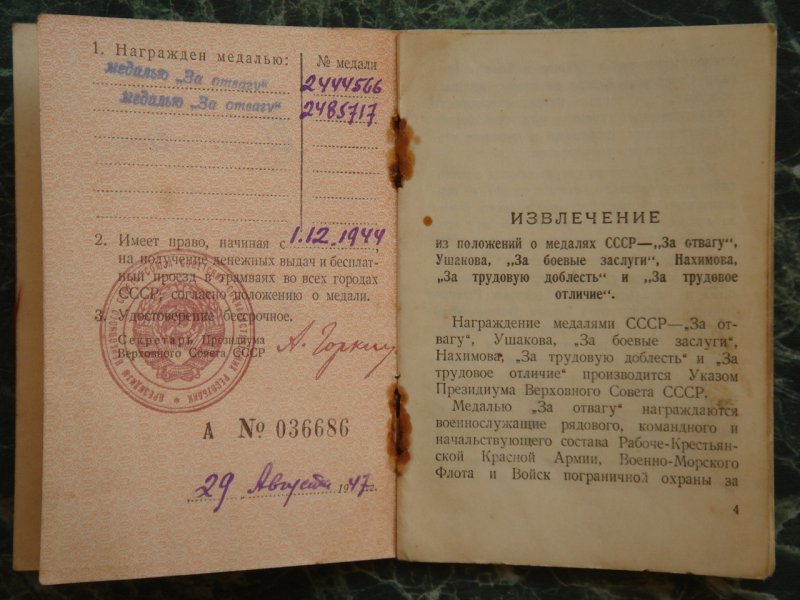 1. Награжден медалью:
№ медали
медалью „За отвагу"
2444566
медалью „За отвагу"
2485717
2. Имеет право, начиная с 1.12.1944
на получение денежных выдач и бесплат-
ный проезд в трамваях во всех городах
СССР, согласно положению о медали.
3. Удостоверение бессрочное.
Секретарь Президиума
Верховного Совета СССР
А. Горкин
А № 036686
29 Августа 1947г.
ИЗВЛЕЧЕНИЕ
из положений о медалях СССР—„За отвагу",
Ушакова, „За боевые заслуги", Нахимова,
„За трудовую доблесть" и „За трудовое
отличие".
Награждение медалями СССР—„За от-
вагу", Ушакова, „За боевые заслуги",
Нахимова, „За трудовую доблесть" и „За
трудовое отличие" производится Указом
Президиума Верховного Совета СССР.
Медалью „За отвагу" награждаются
военнослужащие рядового, командного и
начальствующего состава Рабоче-Крестьян-
ской Красной Армии, Военно-Морского
Флота и Войск пограничной охраны за
4